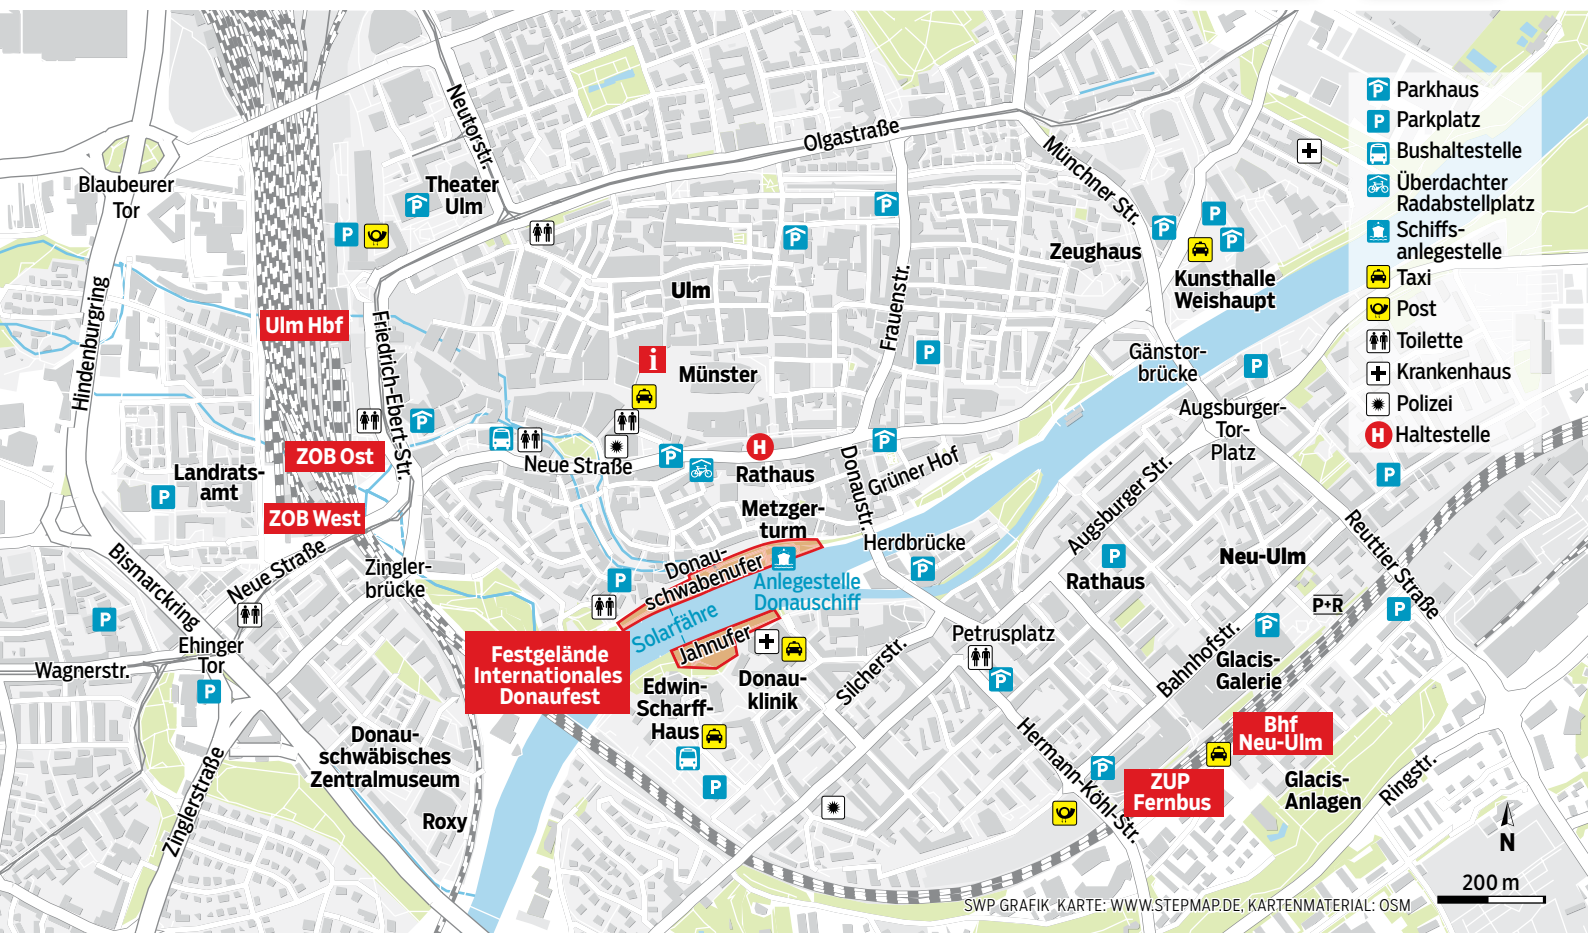 Parkhaus
Parkplatz
Bushaltestelle
Überdachter
Radabstellplatz
Schiffs-
anlegestelle
Taxi
Post
Toilette
Krankenhaus
Polizei
H Haltestelle
Neutorstr.
Olgastraße
Münchner Str.
Blaubeurer
Tor
Theater
Ulm
Zeughaus
Kunsthalle
Weishaupt
Ulm
Hindenburgring
Ulm Hbf
Friedrich-Ebert-Str.
Frauenstr.
i
Münster
Gänstor-
brücke
Augsburger-
Tor-
Platz
ZOB Ost
Landrats-
amt
ZOB West
Neue Straße
H
Rathaus
Donaustr.
Grüner Hof
Metzger-
turm
Herdbrücke
Augsburger Str.
Rathaus
Neu-Ulm
Reuttier Straße
P+R
Bismarckring
Neue Straße
Zingler-
brücke
Donau-
schwabenufer
Anlegestelle
Donauschiff
Solarfähre
Jahnufer
Ehinger
Tor
Wagnerstr.
Festgelände
Internationales
Donaufest
Edwin-
Scharff-
Haus
Donau-
klinik
Silcherstr.
Petrusplatz
Bahnhofstr.
Glacis-
Galerie
Bhf
Neu-Ulm
Donau-
schwäbisches
Zentralmuseum
Zinglerstraße
Roxy
Hermann-Köhl-Str.
ZUP
Fernbus
Glacis-
Anlagen
Ringstr.
N
200 m
SWP GRAFIK KARTE: WWW.STEPMAP.DE, KARTENMATERIAL: OSM